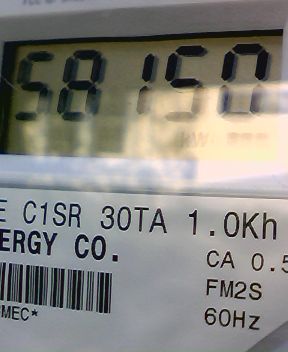 58150
E C1SR 30TA 1.0Kh
ERGY CO.
CA 0.5
FM2S
MEC*
60Hz